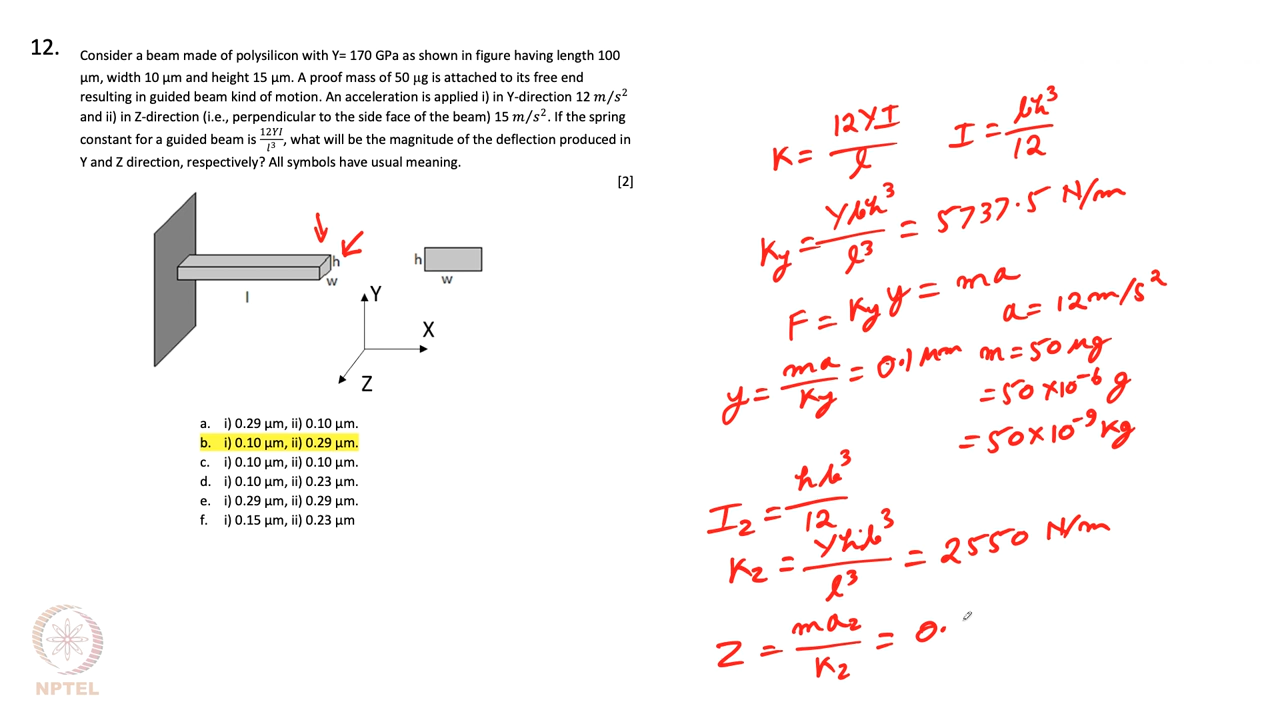 12.
Consider a beam made of polysilicon with Y= 170 GPa as shown in figure having length 100
μm, width 10 μm and height 15 μm. A proof mass of 50 μg is attached to its free end
resulting in guided beam kind of motion. An acceleration is applied i) in Y-direction 12 m/s²
and ii) in Z-direction (i.e., perpendicular to the side face of the beam) 15 m/s². If the spring
constant for a guided beam is 12YI/l³, what will be the magnitude of the deflection produced in
Y and Z direction, respectively? All symbols have usual meaning.
[2]
h
w
l
h
w
Y
X
Z
a. i) 0.29 μm, ii) 0.10 μm.
b. i) 0.10 μm, ii) 0.29 μm.
c. i) 0.10 μm, ii) 0.10 μm.
d. i) 0.10 μm, ii) 0.23 μm.
e. i) 0.29 μm, ii) 0.29 μm.
f. i) 0.15 μm, ii) 0.23 μm
K = 12YI/l I = bh³/12
Ky = Ybh³/l³ = 5737.5 N/m
F = Ky y = ma
a = 12 m/s²
y = ma/Ky = 0.1 μm m = 50 μg
= 50 × 10⁻⁶ g
= 50 × 10⁻⁹ Kg
Iz = hb³/12
Kz = Yhb³/l³ = 2550 N/m
Z = maz/Kz = 0.
NPTEL